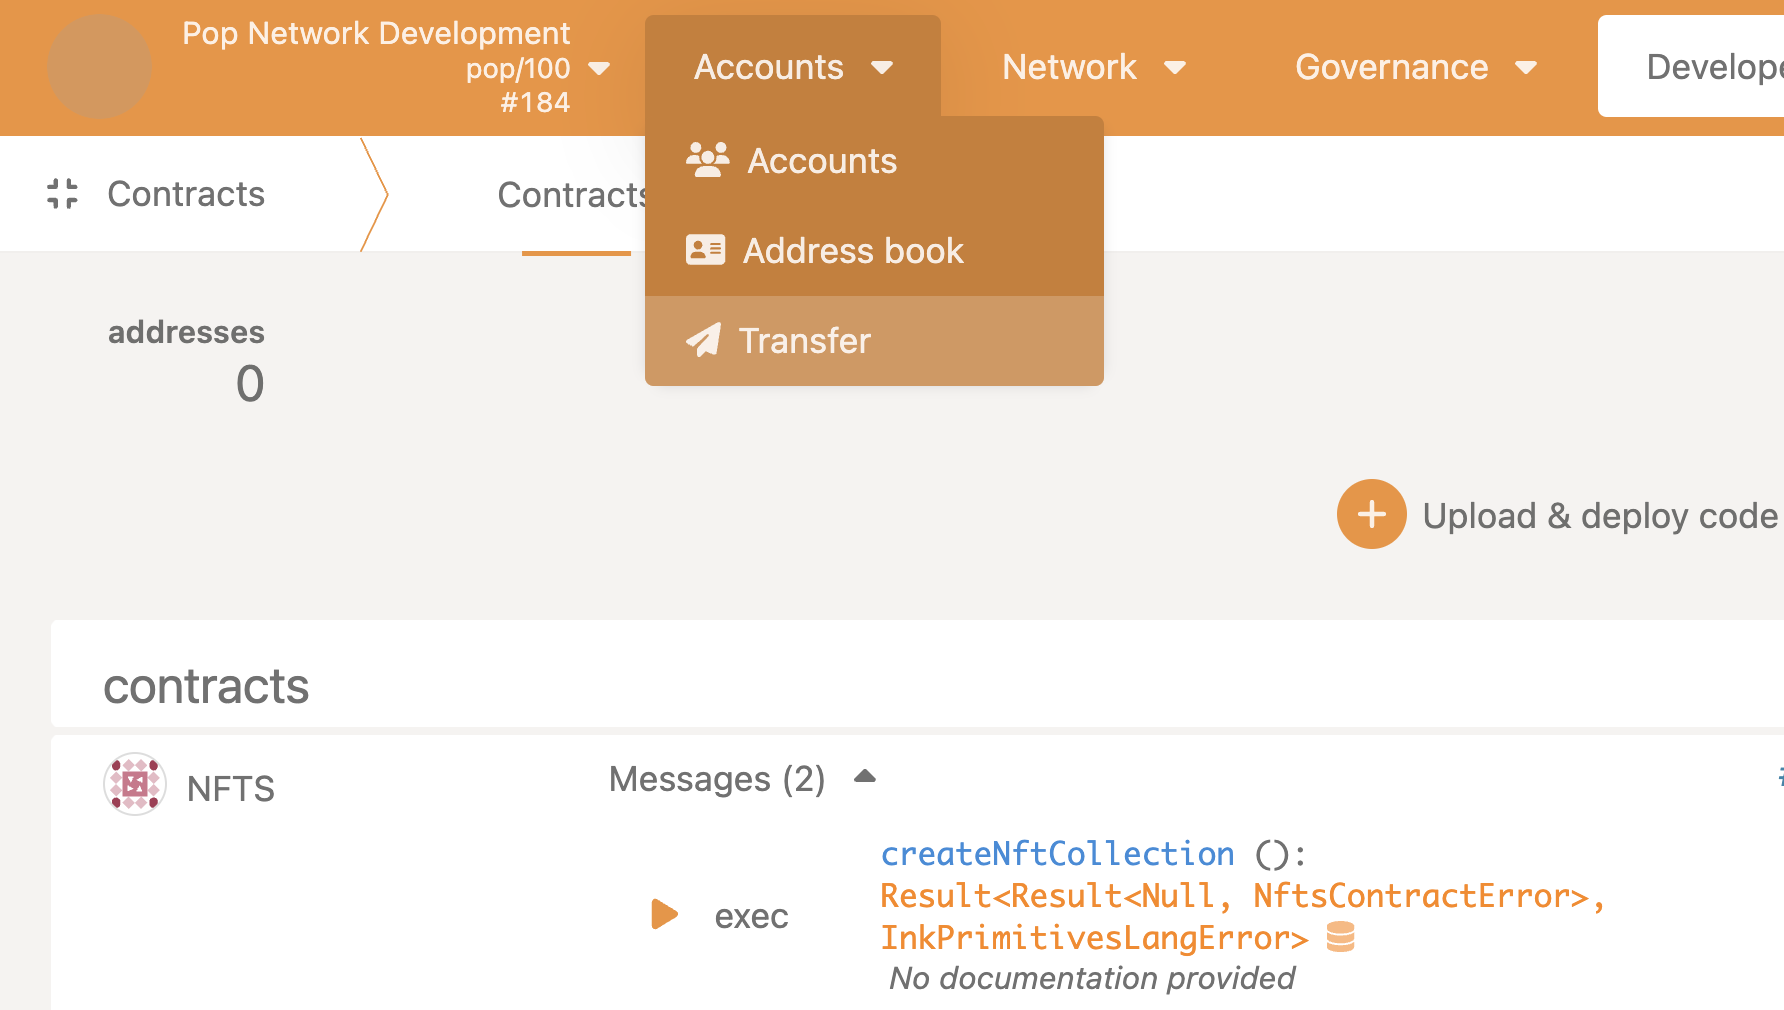 Pop Network Development
pop/100
#184
Accounts
Network
Governance
Accounts
Address book
Transfer
Contracts
Contracts
addresses
0
Upload & deploy code
contracts
NFTS
Messages (2)
exec
createNftCollection ():
Result<Result<Null, NftsContractError>,
InkPrimitivesLangError>
No documentation provided